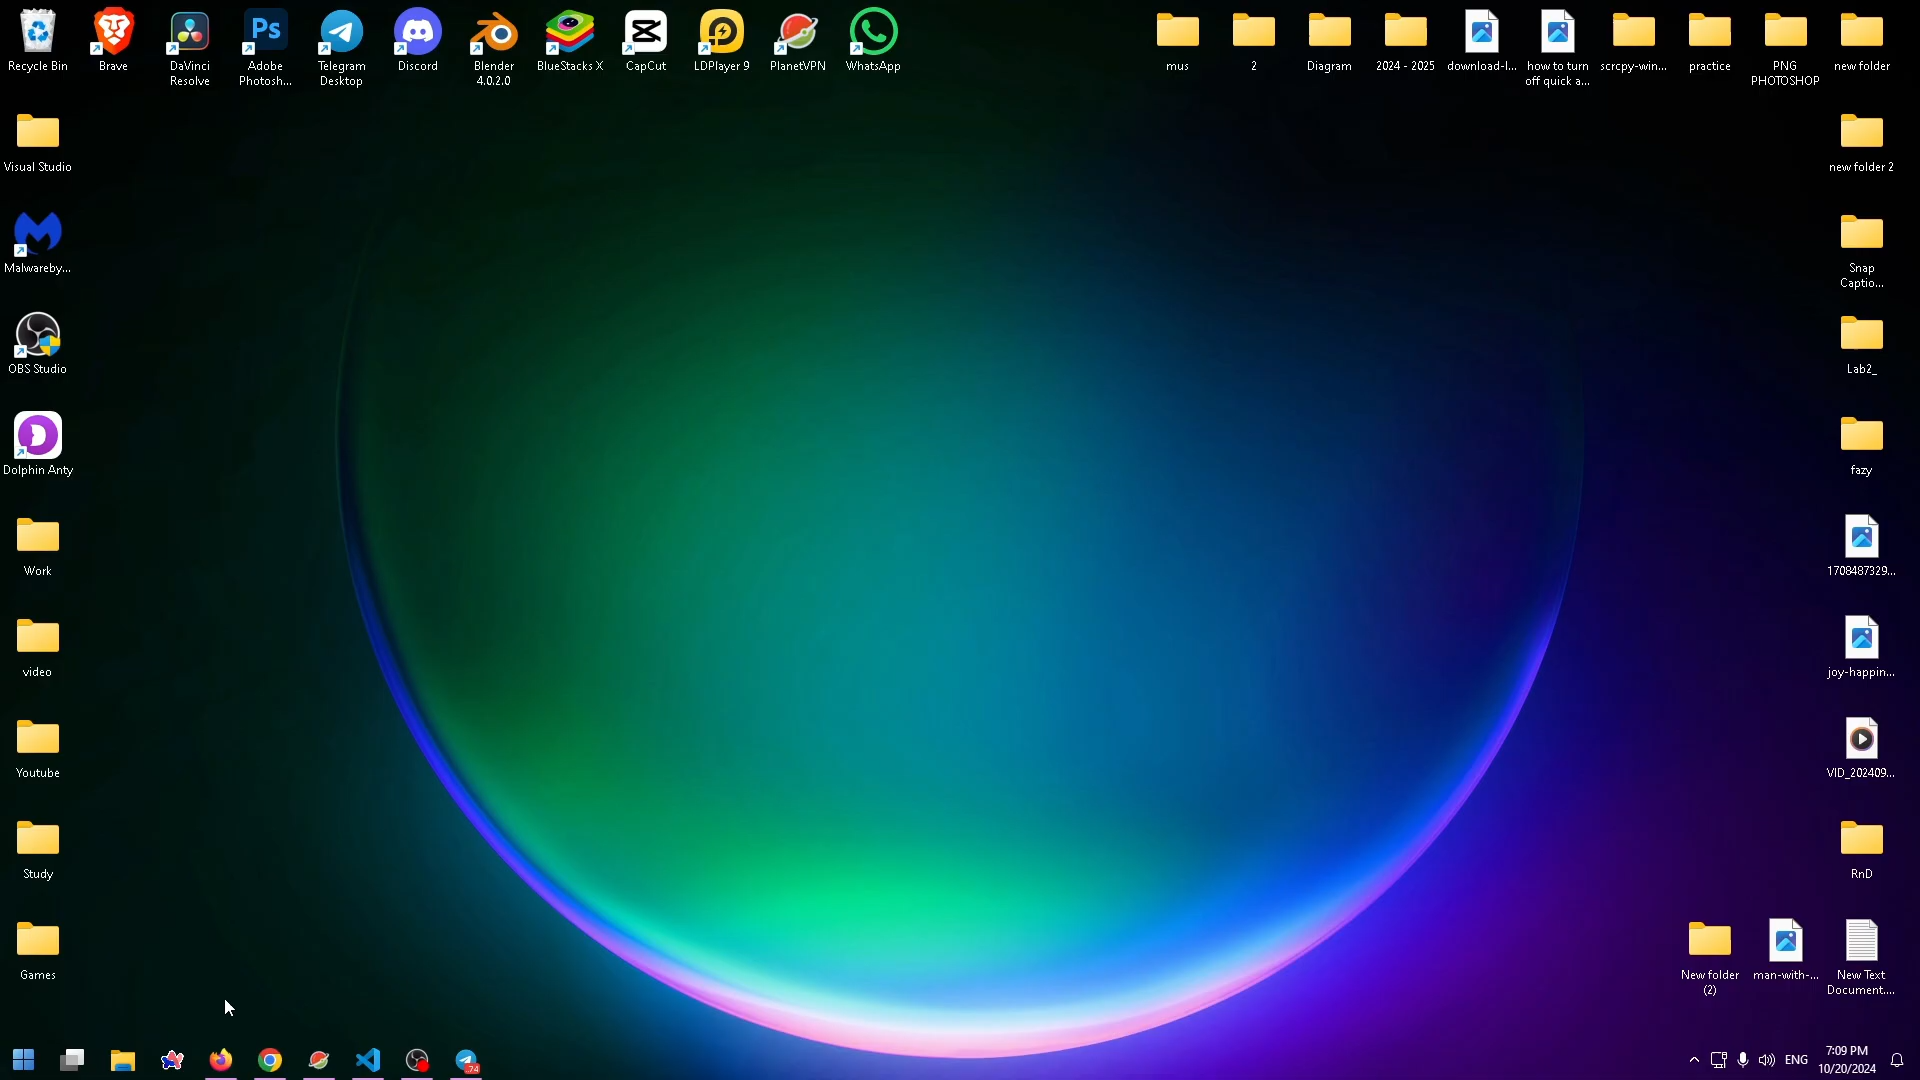 Recycle Bin
Brave
DaVinci
Resolve
Ps
Adobe
Photosh...
Telegram
Desktop
Discord
Blender
4.0.2.0
BlueStacks X
CapCut
LDPlayer 9
PlanetVPN
WhatsApp
mus
2
Diagram
2024 - 2025
download-l...
how to turn
off quick a...
scrcpy-win...
practice
PNG
PHOTOSHOP
new folder
Visual Studio
new folder 2
Malwareby...
Snap
Captio...
OBS Studio
Lab2_
Dolphin Anty
fazy
Work
1708487329...
video
joy-happin...
Youtube
VID_202409...
Study
RnD
Games
New folder
(2)
man-with-...
New Text
Document....
74
ENG
7:09 PM
10/20/2024